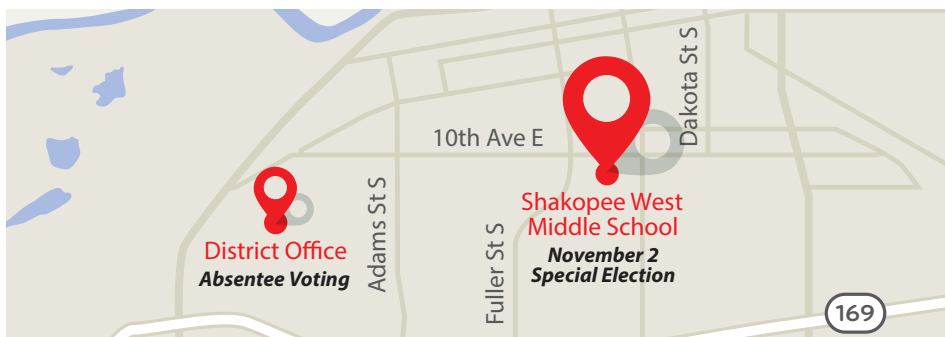 Dakota St S
10th Ave E
Shakopee West
Middle School
November 2
Special Election
District Office
Absentee Voting
Adams St S
Fuller St S
169